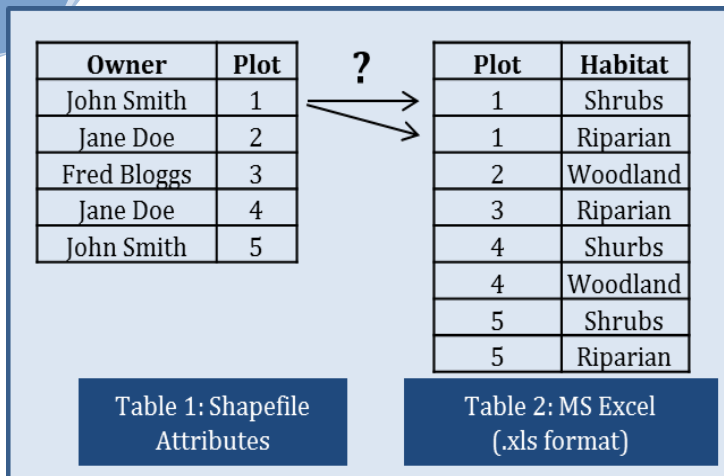 Owner Plot
John Smith 1
Jane Doe 2
Fred Bloggs 3
Jane Doe 4
John Smith 5
?
Plot Habitat
1 Shrubs
1 Riparian
2 Woodland
3 Riparian
4 Shurbs
4 Woodland
5 Shrubs
5 Riparian
Table 1: Shapefile
Attributes
Table 2: MS Excel
(.xls format)